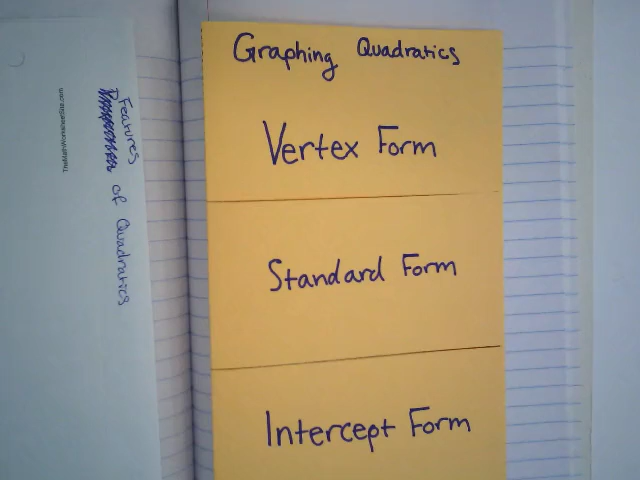 Graphing Quadratics
Vertex Form
Standard Form
Intercept Form
Features
of Quadratics
TheMathWorksheetSite.com